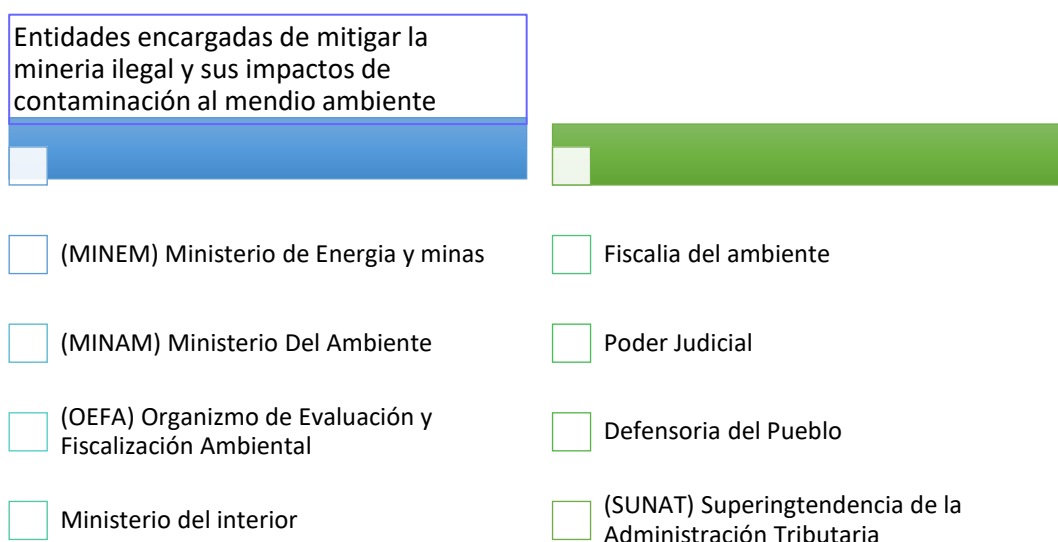 Entidades encargadas de mitigar la
mineria ilegal y sus impactos de
contaminación al mendio ambiente
(MINEM) Ministerio de Energia y minas
(MINAM) Ministerio Del Ambiente
(OEFA) Organizmo de Evaluación y
Fiscalización Ambiental
Ministerio del interior
Fiscalia del ambiente
Poder Judicial
Defensoria del Pueblo
(SUNAT) Superingtendencia de la
Administración Tributaria